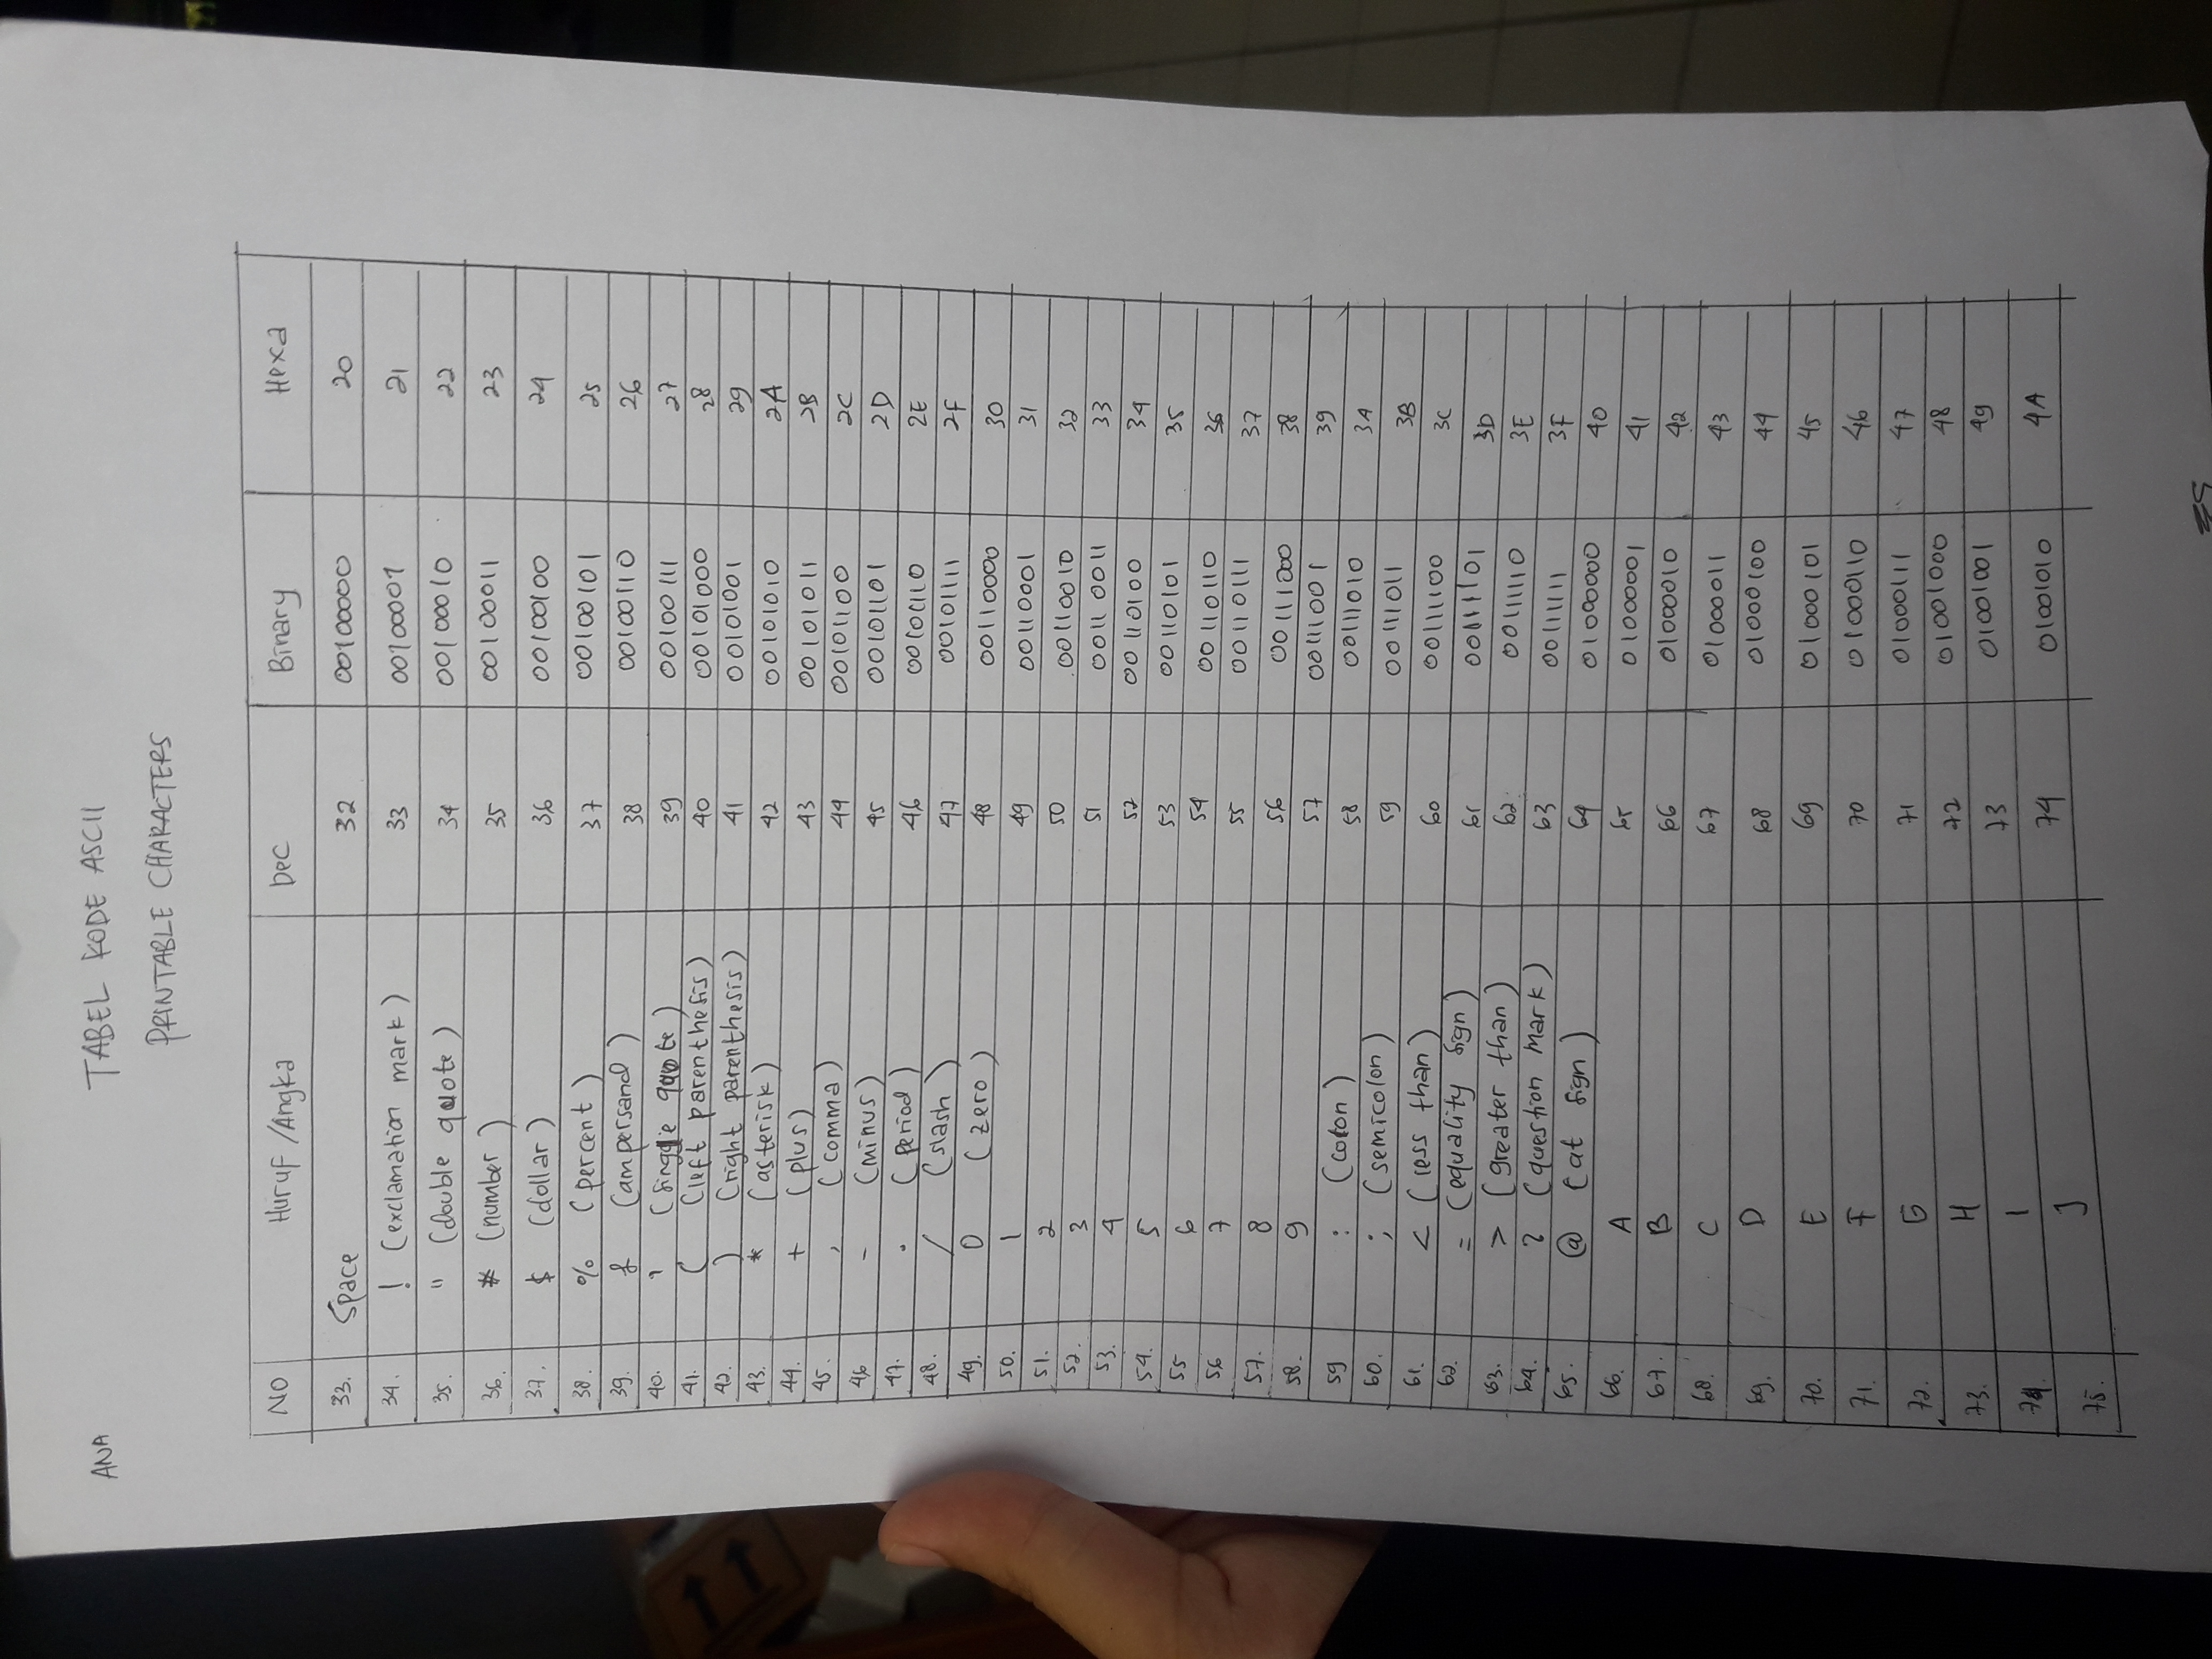 ANA
TABEL KODE ASCII
PRINTABLE CHARACTERS
NO Huruf /Angka Dec Binary Hexa
33. Space 32 00100000 20
34. ! (exclamation mark) 33 00100001 21
35. " (double quote) 34 00100010 22
36. # (number) 35 00100011 23
37. $ (dollar) 36 00100100 24
38. % (percent) 37 00100101 25
39. & (ampersand) 38 00100110 26
40. ' (single quote) 39 00100111 27
41. ( (left parenthesis) 40 00101000 28
42. ) (right parenthesis) 41 00101001 29
43. * (asterisk) 42 00101010 2A
44. + (plus) 43 00101011 2B
45. , (comma) 44 00101100 2C
46 - (minus) 45 00101101 2D
47. . (period) 46 00101110 2E
48. / (slash) 47 00101111 2F
49. 0 (zero) 48 00110000 30
50. 1 49 00110001 31
51. 2 50 00110010 32
52. 3 51 00110011 33
53. 4 52 00110100 34
54. 5 53 00110101 35
55 6 54 00110110 36
56 7 55 00110111 37
57. 8 56 00111000 38
58. 9 57 00111001 39
59 : (colon) 58 00111010 3A
60. ; (semicolon) 59 00111011 3B
61. < (less than) 60 00111100 3C
62. = (equality sign) 61 00111101 3D
63. > (greater than) 62 00111110 3E
64. ? (question mark) 63 00111111 3F
65. @ (at sign) 64 01000000 40
66. A 65 01000001 41
67. B 66 01000010 42
68. C 67 01000011 43
69. D 68 01000100 44
70. E 69 01000101 45
71. F 70 01000110 46
72. G 71 01000111 47
73. H 72 01001000 48
74. I 73 01001001 49
75. J 74 01001010 4A